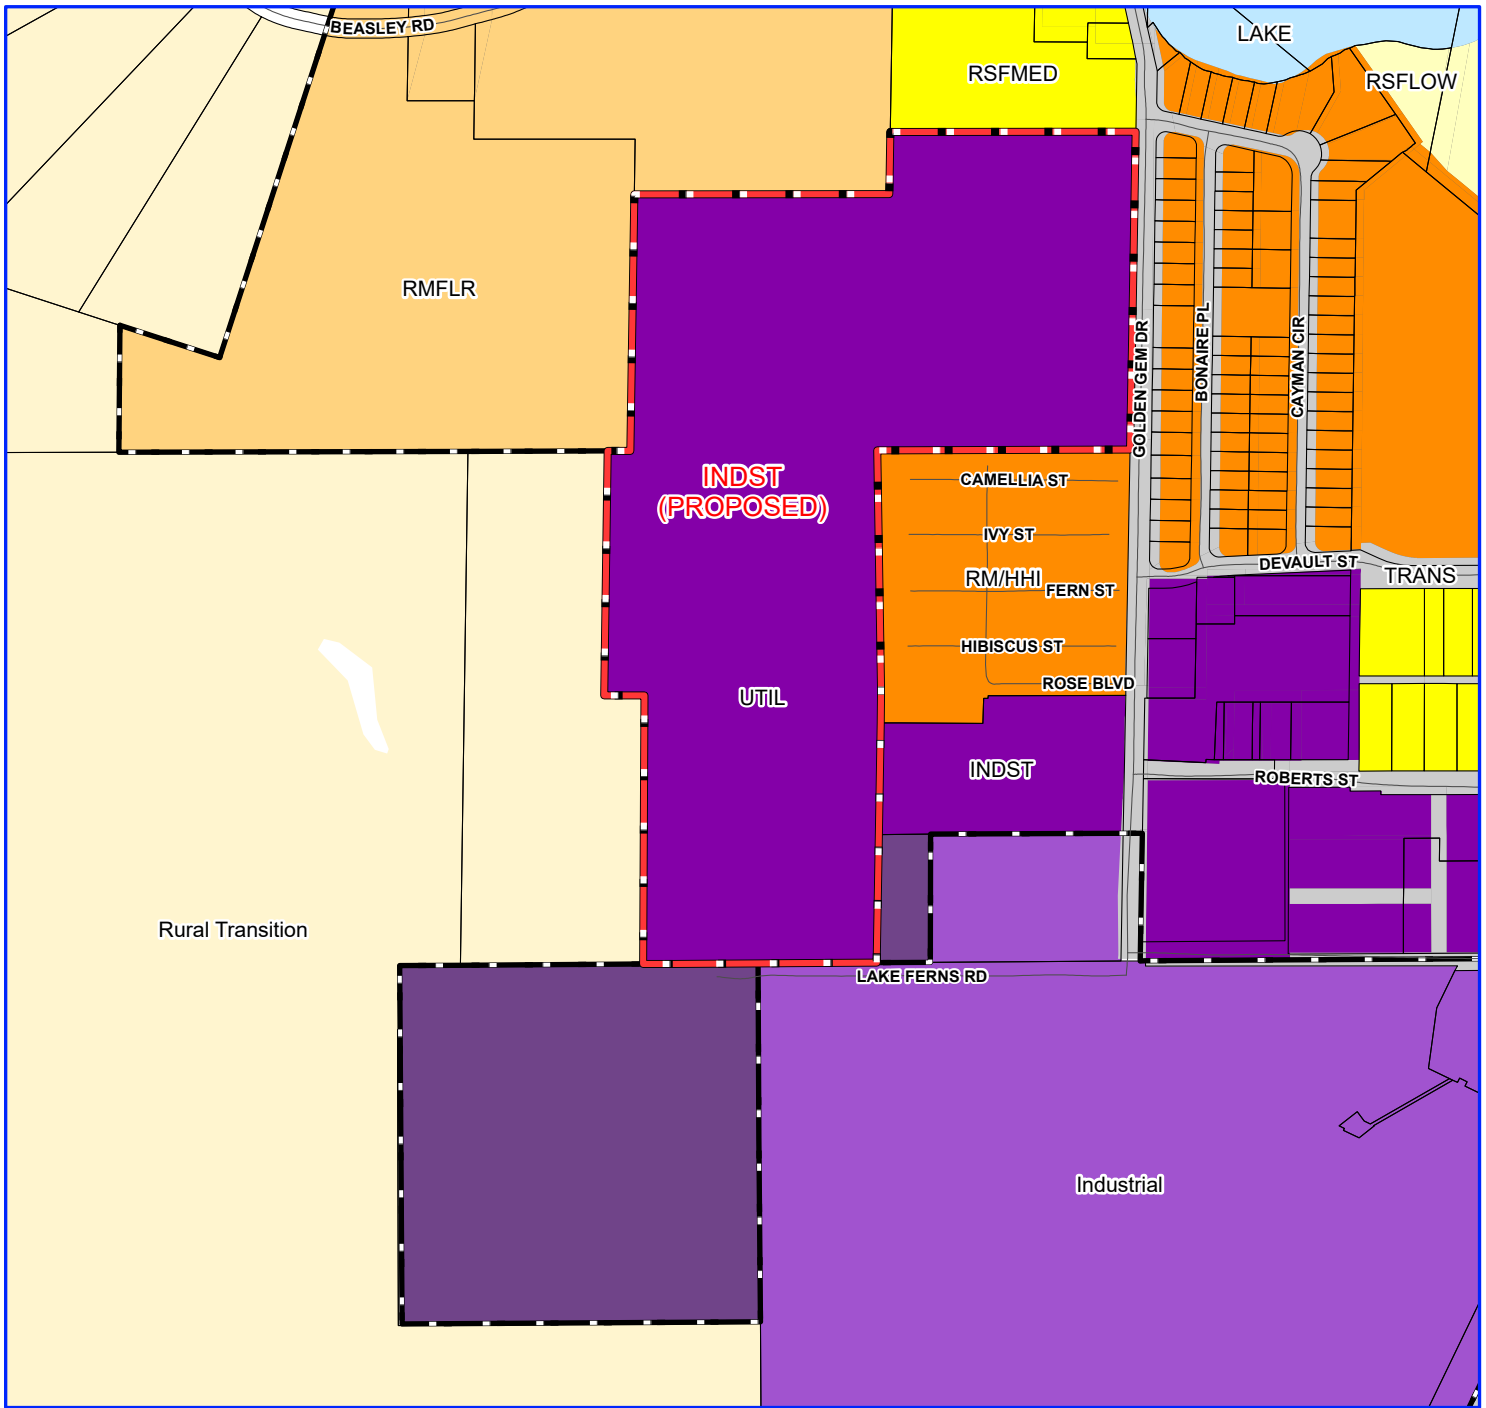 BEASLEY RD
LAKE
RSFMED
RSFLOW
RMFLR
GOLDEN GEM DR
BONAIRE PL
CAYMAN CIR
INDST
(PROPOSED)
CAMELLIA ST
IVY ST
DEVAULT ST
TRANS
RM/HHI
FERN ST
HIBISCUS ST
ROSE BLVD
UTIL
INDST
ROBERTS ST
Rural Transition
LAKE FERNS RD
Industrial